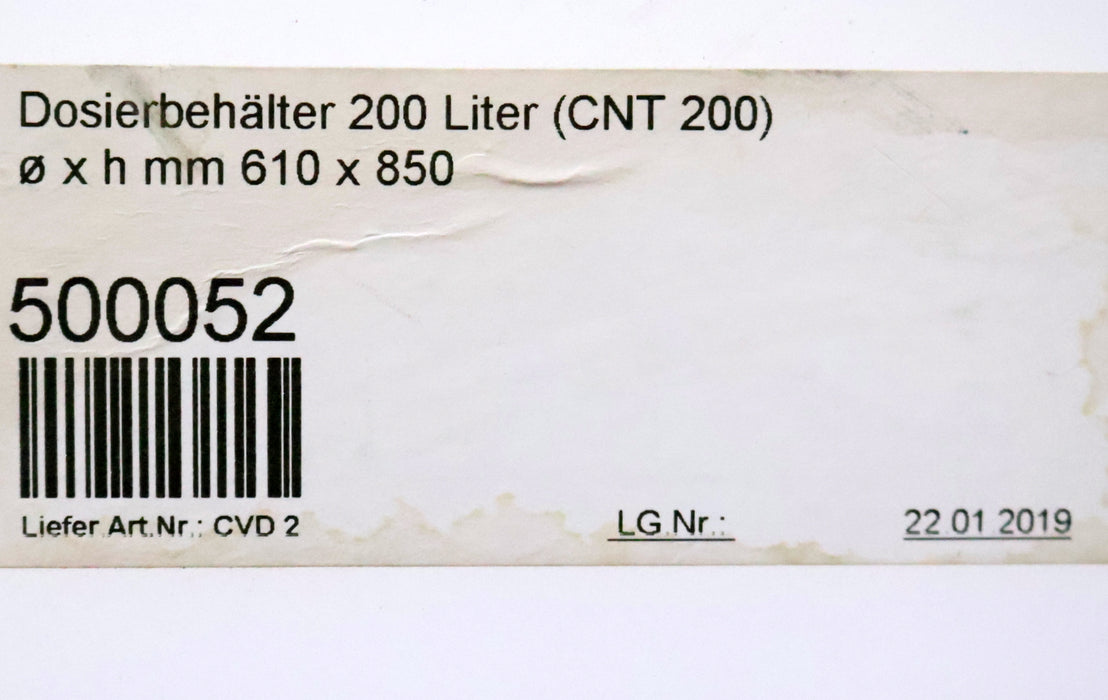 Dosierbehälter 200 Liter (CNT 200)
ø x h mm 610 x 850
500052
Liefer.Art.Nr.: CVD 2
LG.Nr.:
22.01.2019